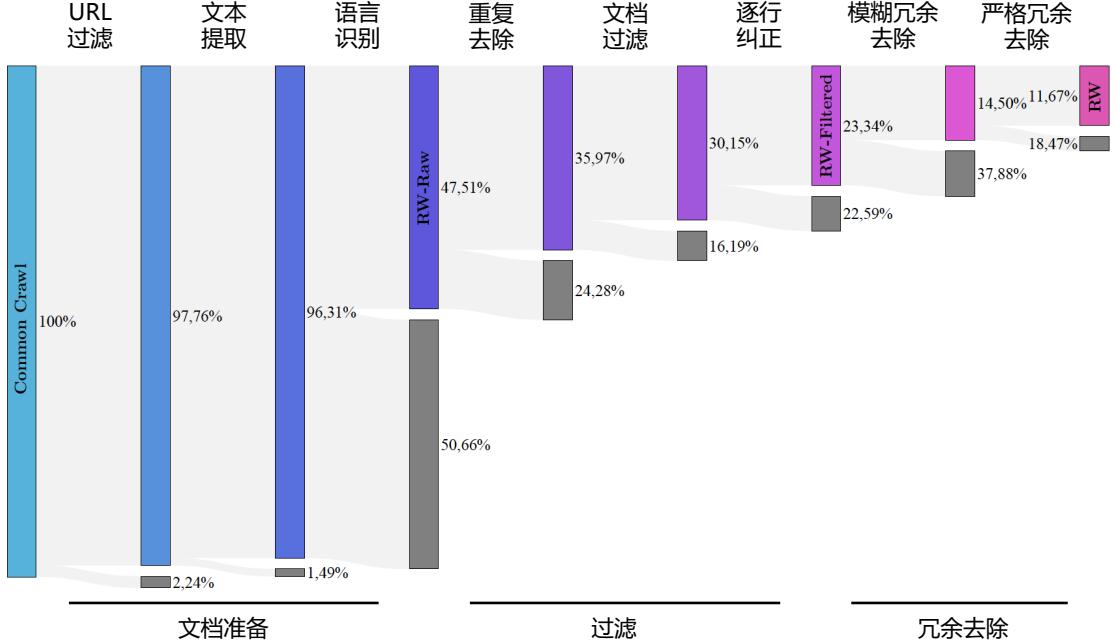 URL
过滤
文本
提取
语言
识别
重复
去除
文档
过滤
逐行
纠正
模糊冗余
去除
严格冗余
去除
Common Crawl
100%
97,76%
2,24%
96,31%
1,49%
RW-Raw
47,51%
50,66%
35,97%
24,28%
30,15%
16,19%
RW-Filtered
23,34%
22,59%
14,50%
37,88%
11,67%
RW
18,47%
文档准备
过滤
冗余去除